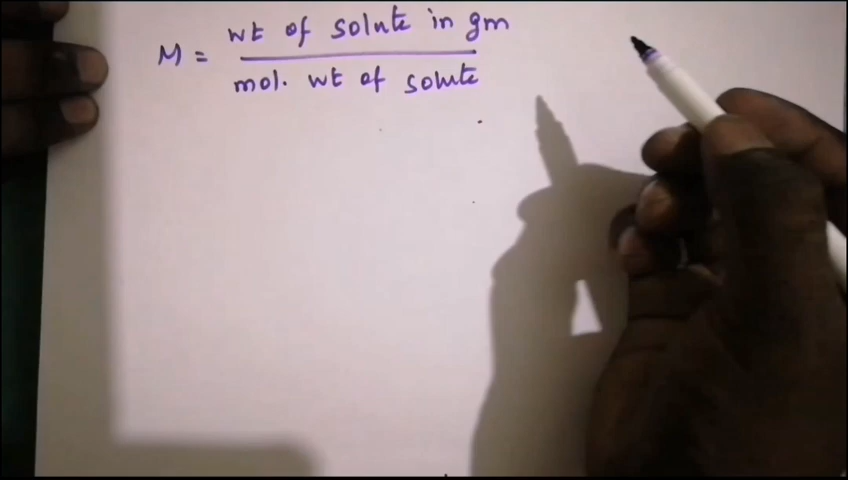 M = wt of solute in gm
mol. wt of solute